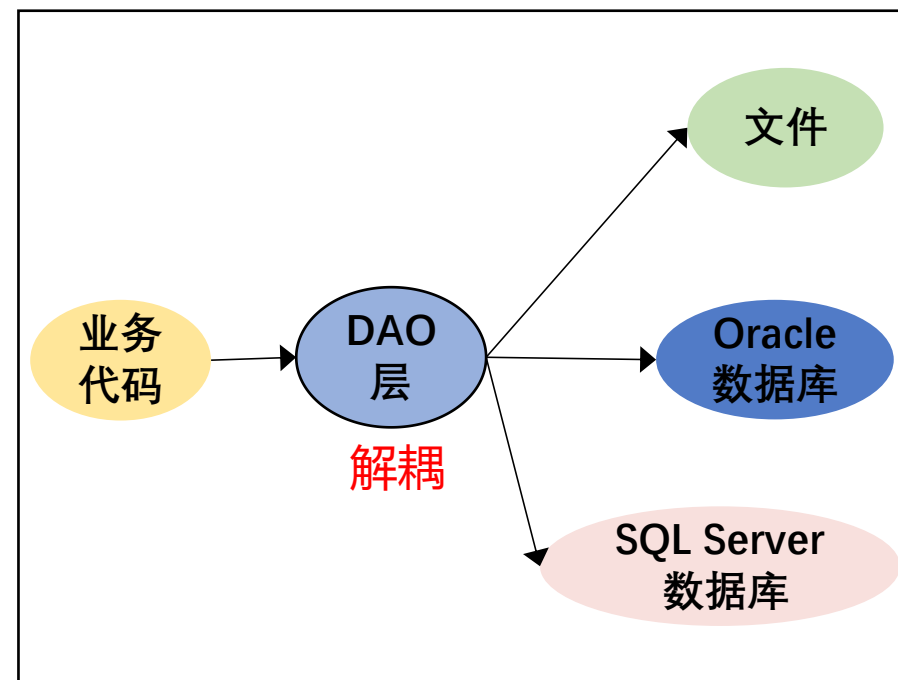 文件
业务
代码
DAO
层
解耦
Oracle
数据库
SQL Server
数据库